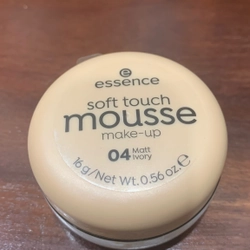 e
essence
soft touch
mousse
make-up
04 Matt
Ivory
16g/Net Wt. 0.56 oz.℮